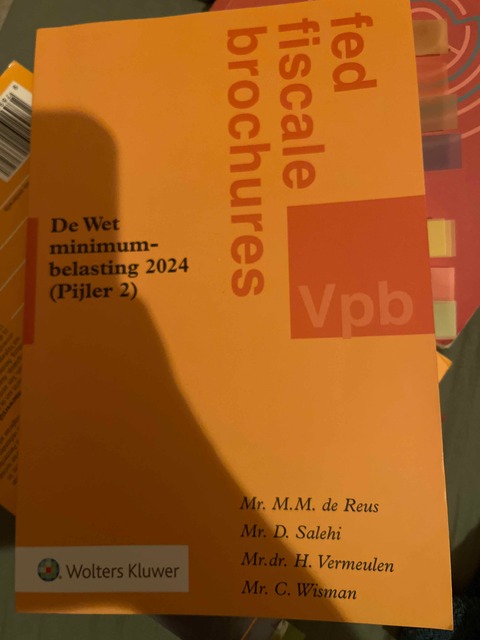 fed
fiscale
brochures
De Wet
minimum-
belasting 2024
(Pijler 2)
Vpb
Mr. M.M. de Reus
Mr. D. Salehi
Mr.dr. H. Vermeulen
Mr. C. Wisman
Wolters Kluwer